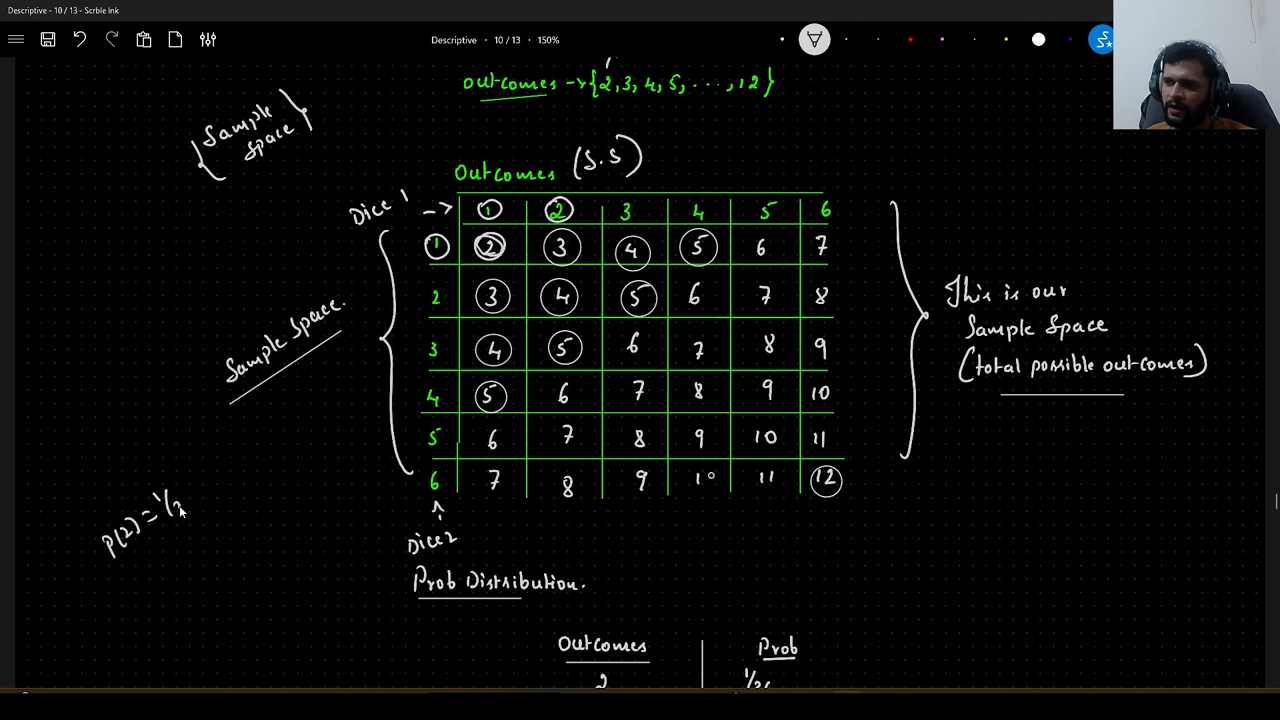 Descriptive - 10 / 13 - Scrble Ink
Descriptive • 10 / 13 • 150%
outcomes → {2, 3, 4, 5, ..., 12}
{Sample Space}
Outcomes (S.S)
Dice 1 → 1 2 3 4 5 6
1 2 3 4 5 6 7
2 3 4 5 6 7 8
3 4 5 6 7 8 9
4 5 6 7 8 9 10
5 6 7 8 9 10 11
6 7 8 9 10 11 12
Sample Space.
This is our
Sample Space
(total possible outcomes)
Dice 2
P(2) = 1/3
Prob Distribution.
Outcomes Prob
2